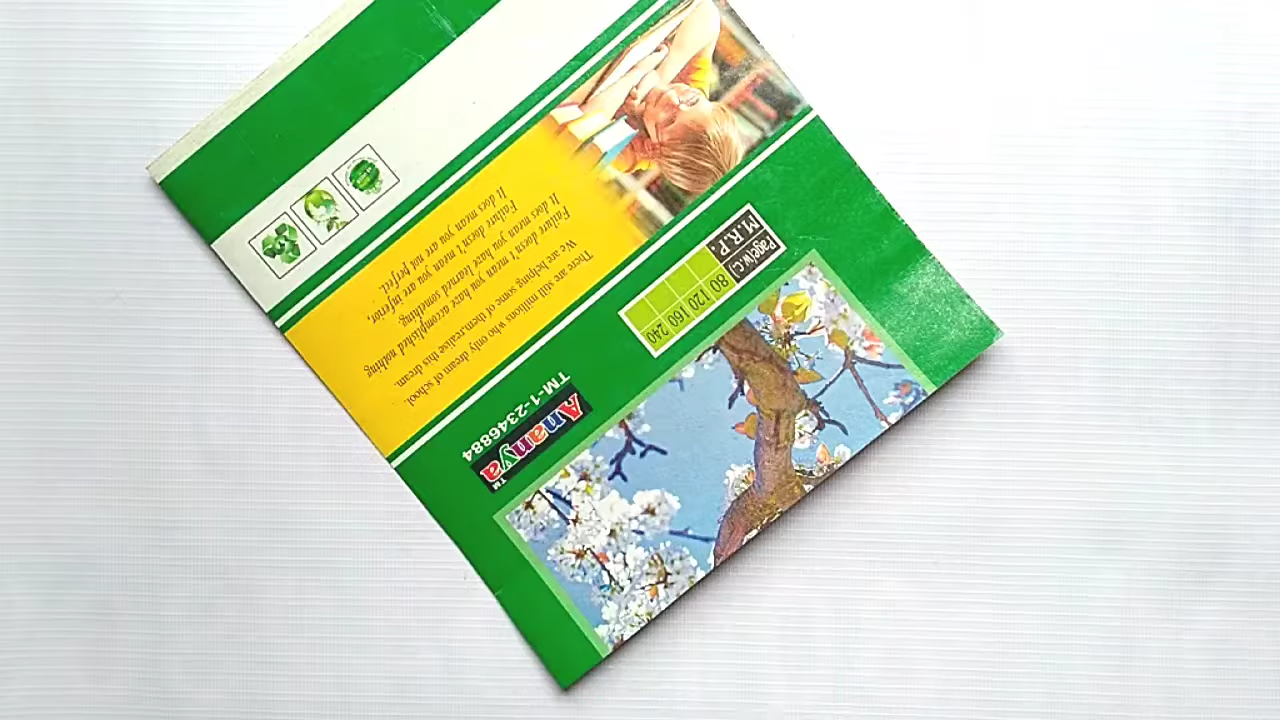 Ananya TM
TM-1-2346884
Page(w.c) 80 120 160 240
M.R.P.
There are still millions who only dream of school.
We are helping some of them,realise this dream.
Failure doesn't mean you have accomplished nothing
It does mean you have learned something
Failure doesn't mean you are inferior,
It does mean you are not perfect..